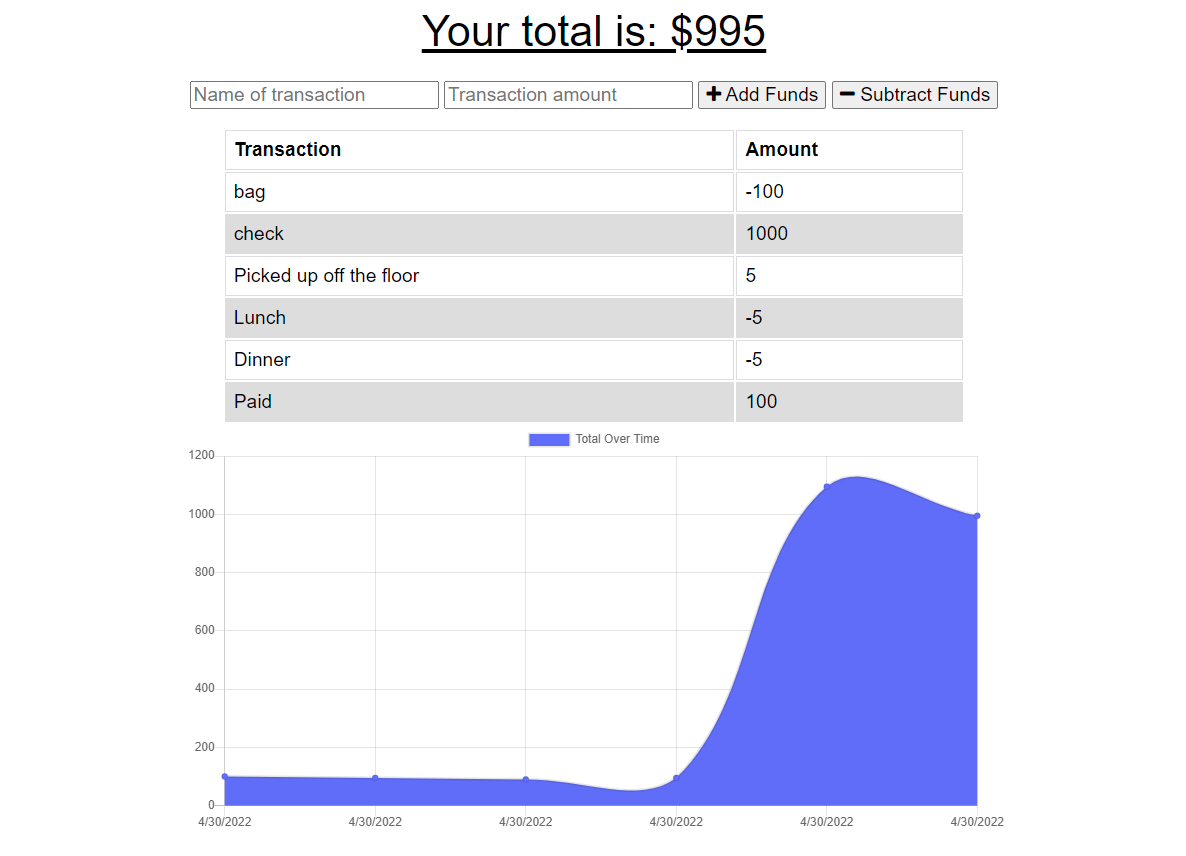 Your total is: $995
Name of transaction Transaction amount + Add Funds − Subtract Funds
Transaction Amount
bag -100
check 1000
Picked up off the floor 5
Lunch -5
Dinner -5
Paid 100
Total Over Time
1200
1000
800
600
400
200
0
4/30/2022 4/30/2022 4/30/2022 4/30/2022 4/30/2022 4/30/2022